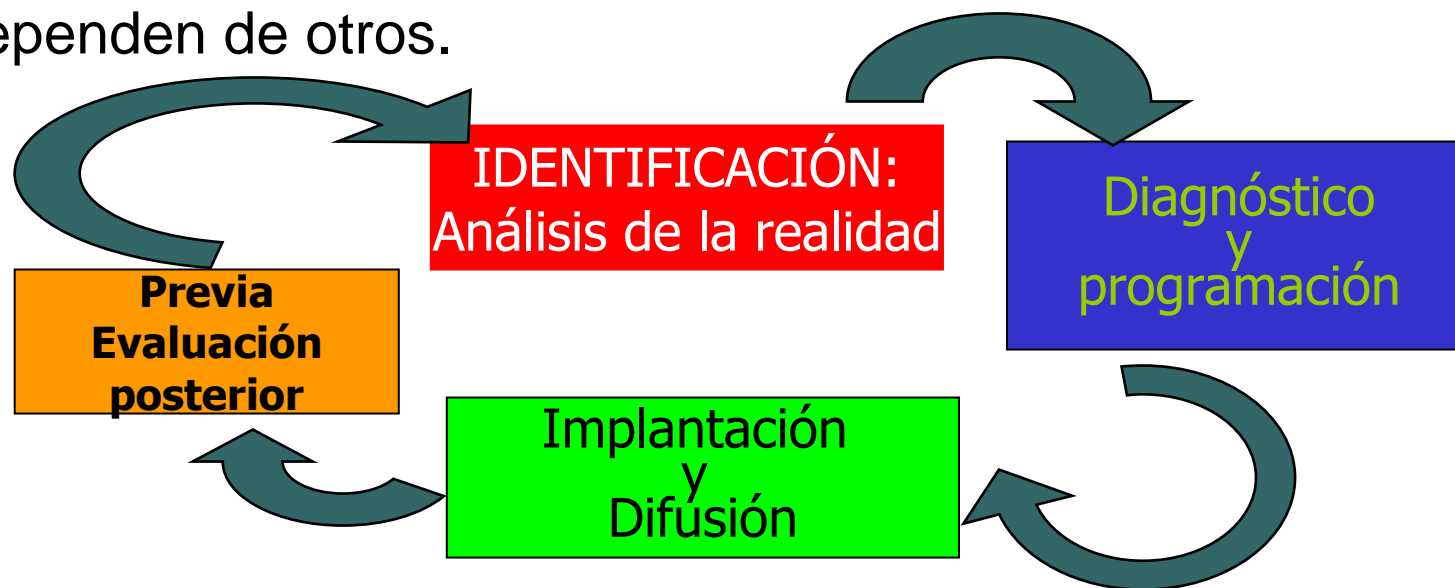 ependen de otros.
IDENTIFICACIÓN:
Análisis de la realidad
Diagnóstico
y
programación
Previa
Evaluación
posterior
Implantación
y
Difusión